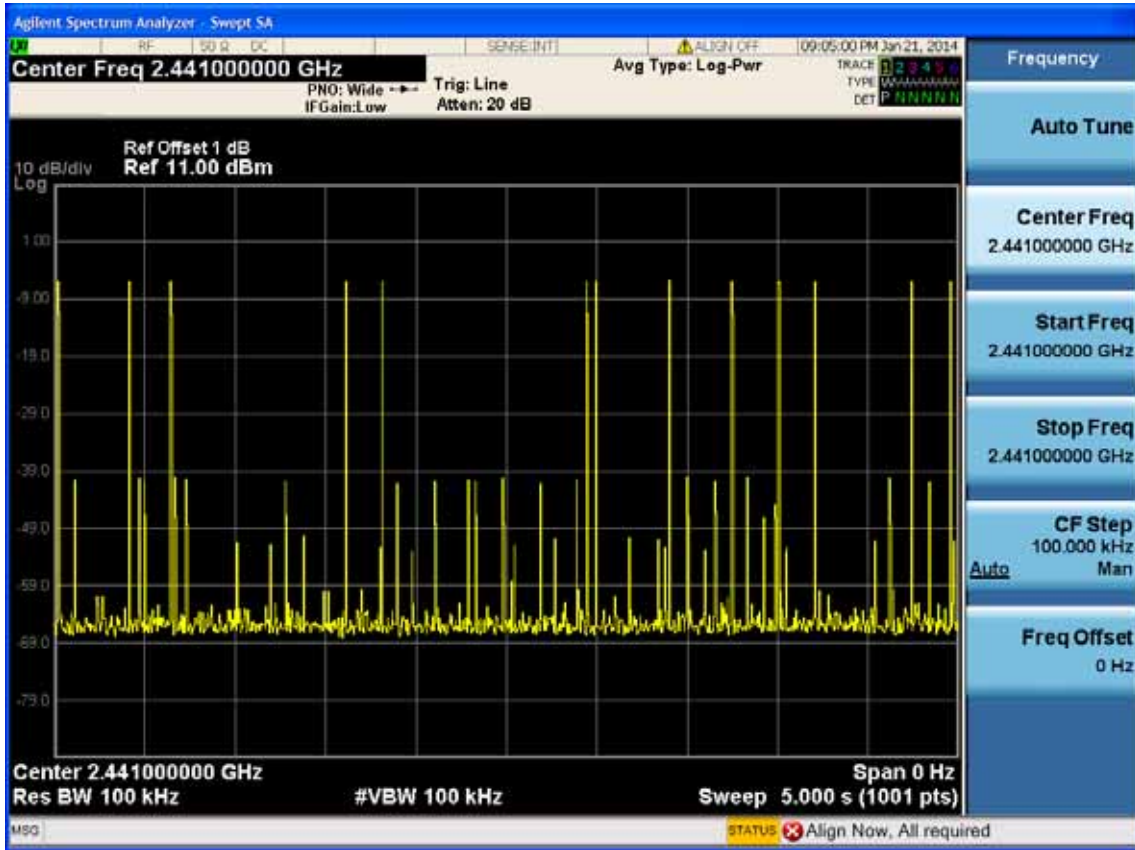 Agilent Spectrum Analyzer - Swept SA
RF 50 Ω DC SENSE:INT ALIGN OFF 09:05:00 PM Jan 21, 2014
Center Freq 2.441000000 GHz
PNO: Wide
IFGain:Low
Trig: Line
Atten: 20 dB
Avg Type: Log-Pwr
TRACE 1 2 3 4 5 6
TYPE
DET P N N N N N
Ref Offset 1 dB
10 dB/div Ref 11.00 dBm
Log
1.00
-9.00
-19.0
-29.0
-39.0
-49.0
-59.0
-69.0
-79.0
Center 2.441000000 GHz Span 0 Hz
Res BW 100 kHz #VBW 100 kHz Sweep 5.000 s (1001 pts)
MSG STATUS Align Now, All required
Frequency
Auto Tune
Center Freq
2.441000000 GHz
Start Freq
2.441000000 GHz
Stop Freq
2.441000000 GHz
CF Step
100.000 kHz
Auto Man
Freq Offset
0 Hz